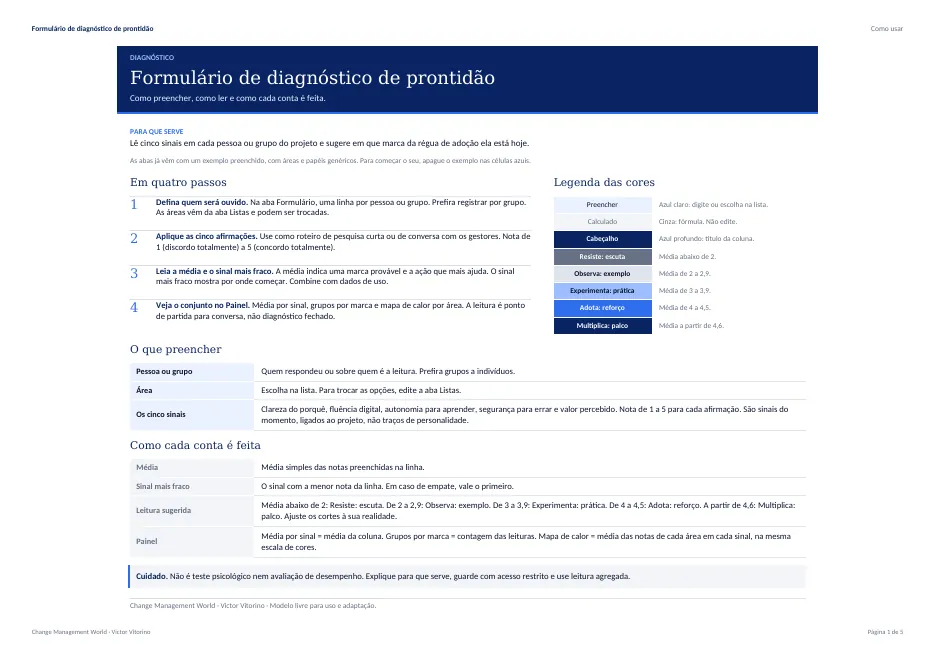 Formulário de diagnóstico de prontidão
Como usar
DIAGNÓSTICO
Formulário de diagnóstico de prontidão
Como preencher, como ler e como cada conta é feita.
PARA QUE SERVE
Lê cinco sinais em cada pessoa ou grupo do projeto e sugere em que marca da régua de adoção ela está hoje.
As abas já vêm com um exemplo preenchido, com áreas e papéis genéricos. Para começar o seu, apague o exemplo nas células azuis.
Em quatro passos
1
Defina quem será ouvido. Na aba Formulário, uma linha por pessoa ou grupo. Prefira registrar por grupo.
As áreas vêm da aba Listas e podem ser trocadas.
2
Aplique as cinco afirmações. Use como roteiro de pesquisa curta ou de conversa com os gestores. Nota de
1 (discordo totalmente) a 5 (concordo totalmente).
3
Leia a média e o sinal mais fraco. A média indica uma marca provável e a ação que mais ajuda. O sinal
mais fraco mostra por onde começar. Combine com dados de uso.
4
Veja o conjunto no Painel. Média por sinal, grupos por marca e mapa de calor por área. A leitura é ponto
de partida para conversa, não diagnóstico fechado.
Legenda das cores
Preencher
Azul claro: digite ou escolha na lista.
Calculado
Cinza: fórmula. Não edite.
Cabeçalho
Azul profundo: título da coluna.
Resiste: escuta
Média abaixo de 2.
Observa: exemplo
Média de 2 a 2,9.
Experimenta: prática
Média de 3 a 3,9.
Adota: reforço
Média de 4 a 4,5.
Multiplica: palco
Média a partir de 4,6.
O que preencher
Pessoa ou grupo
Quem respondeu ou sobre quem é a leitura. Prefira grupos a indivíduos.
Área
Escolha na lista. Para trocar as opções, edite a aba Listas.
Os cinco sinais
Clareza do porquê, fluência digital, autonomia para aprender, segurança para errar e valor percebido. Nota de 1 a 5 para cada afirmação. São sinais do
momento, ligados ao projeto, não traços de personalidade.
Como cada conta é feita
Média
Média simples das notas preenchidas na linha.
Sinal mais fraco
O sinal com a menor nota da linha. Em caso de empate, vale o primeiro.
Leitura sugerida
Média abaixo de 2: Resiste: escuta. De 2 a 2,9: Observa: exemplo. De 3 a 3,9: Experimenta: prática. De 4 a 4,5: Adota: reforço. A partir de 4,6: Multiplica:
palco. Ajuste os cortes à sua realidade.
Painel
Média por sinal = média da coluna. Grupos por marca = contagem das leituras. Mapa de calor = média das notas de cada área em cada sinal, na mesma
escala de cores.
Cuidado. Não é teste psicológico nem avaliação de desempenho. Explique para que serve, guarde com acesso restrito e use leitura agregada.
Change Management World · Victor Vitorino · Modelo livre para uso e adaptação.
Change Management World · Victor Vitorino
Página 1 de 5